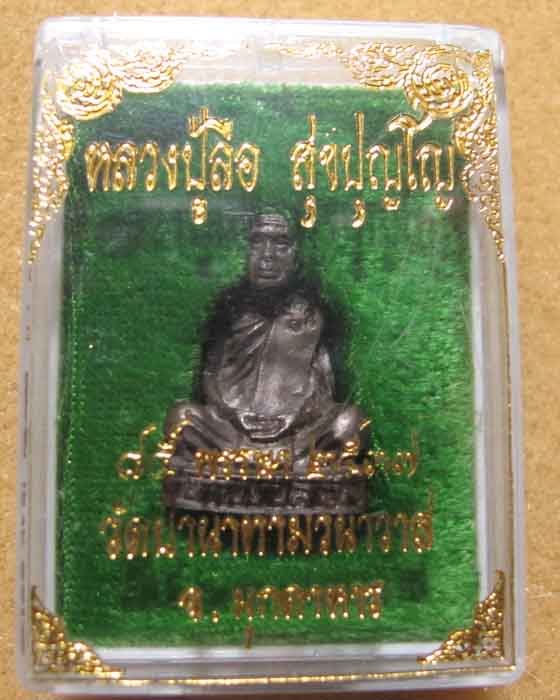 หลวงปู่ลือ สุขปุญฺโญ
๘๕ พรรษา ๒๕๓๗
วัดป่านาทามวนาวาส
จ. มุกดาหาร